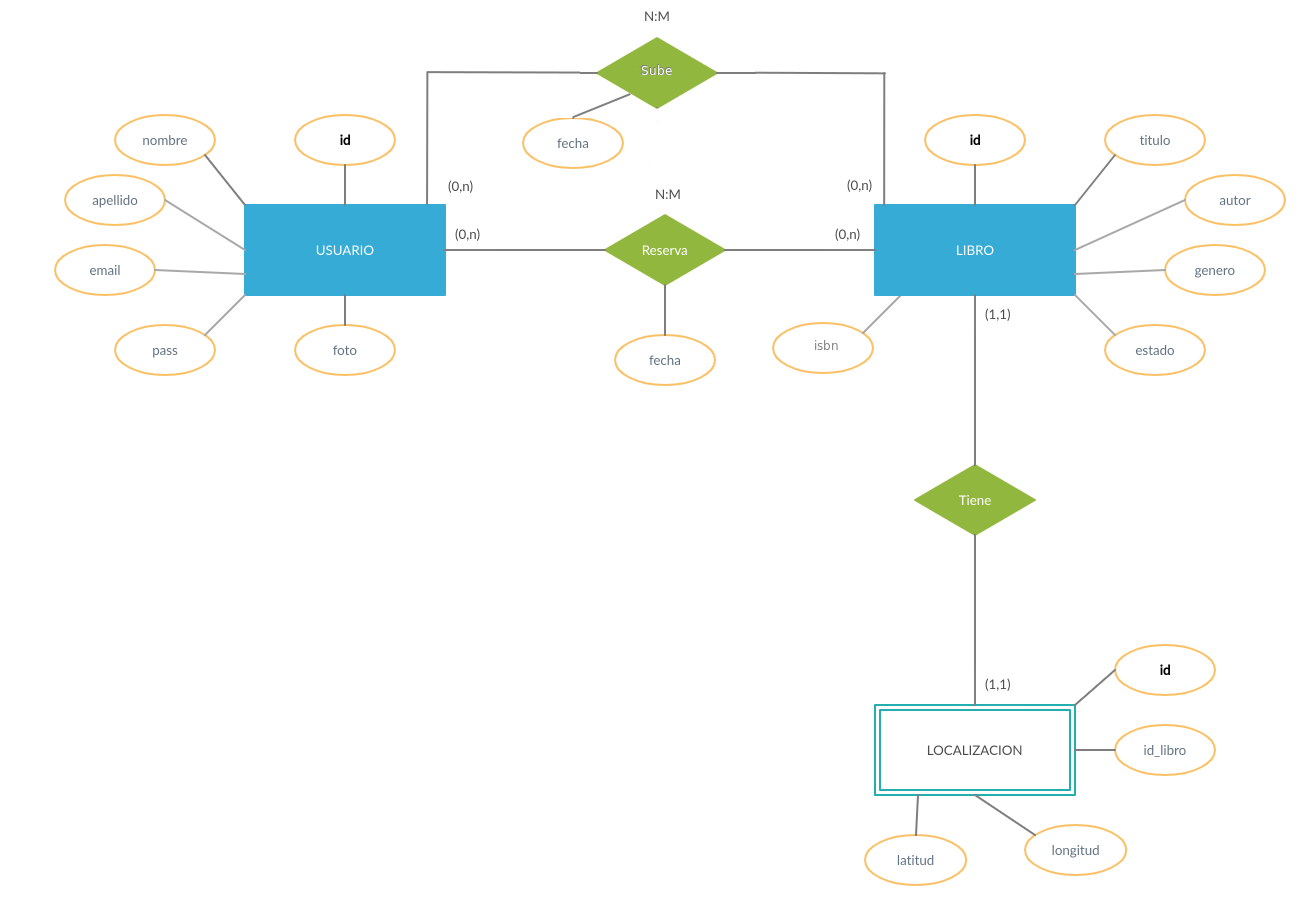 N:M
Sube
nombre
id
fecha
id
titulo
(0,n)
(0,n)
N:M
apellido
autor
(0,n)
(0,n)
USUARIO
Reserva
LIBRO
email
genero
(1,1)
pass
foto
fecha
isbn
estado
Tiene
id
(1,1)
LOCALIZACION
id_libro
latitud
longitud